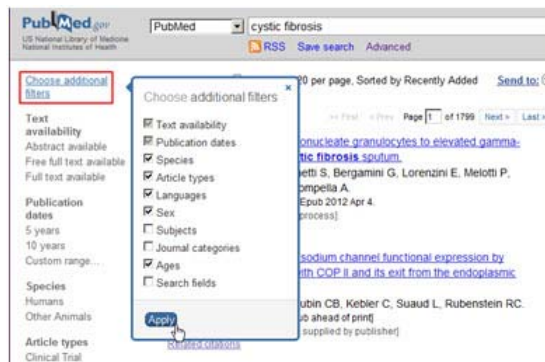 PubMed.gov
US National Library of Medicine
National Institutes of Health
PubMed
cystic fibrosis
RSS Save search Advanced
Choose additional
filters
Text
availability
Abstract available
Free full text available
Full text available
Publication
dates
5 years
10 years
Custom range...
Species
Humans
Other Animals
Article types
Clinical Trial
Choose additional filters
×
Text availability
Publication dates
Species
Article types
Languages
Sex
Subjects
Journal categories
Ages
Search fields
Apply
20 per page, Sorted by Recently Added Send to:
<< First < Prev Page 1 of 1799 Next > Last >
onucleate granulocytes to elevated gamma-
tic fibrosis sputum.
etti S, Bergamini G, Lorenzini E, Melotti P,
ompella A.
Epub 2012 Apr 4.
process]
sodium channel functional expression by
ith COP II and its exit from the endoplasmic
ubin CB, Kebler C, Suaud L, Rubenstein RC.
ub ahead of print]
supplied by publisher]
Related citations